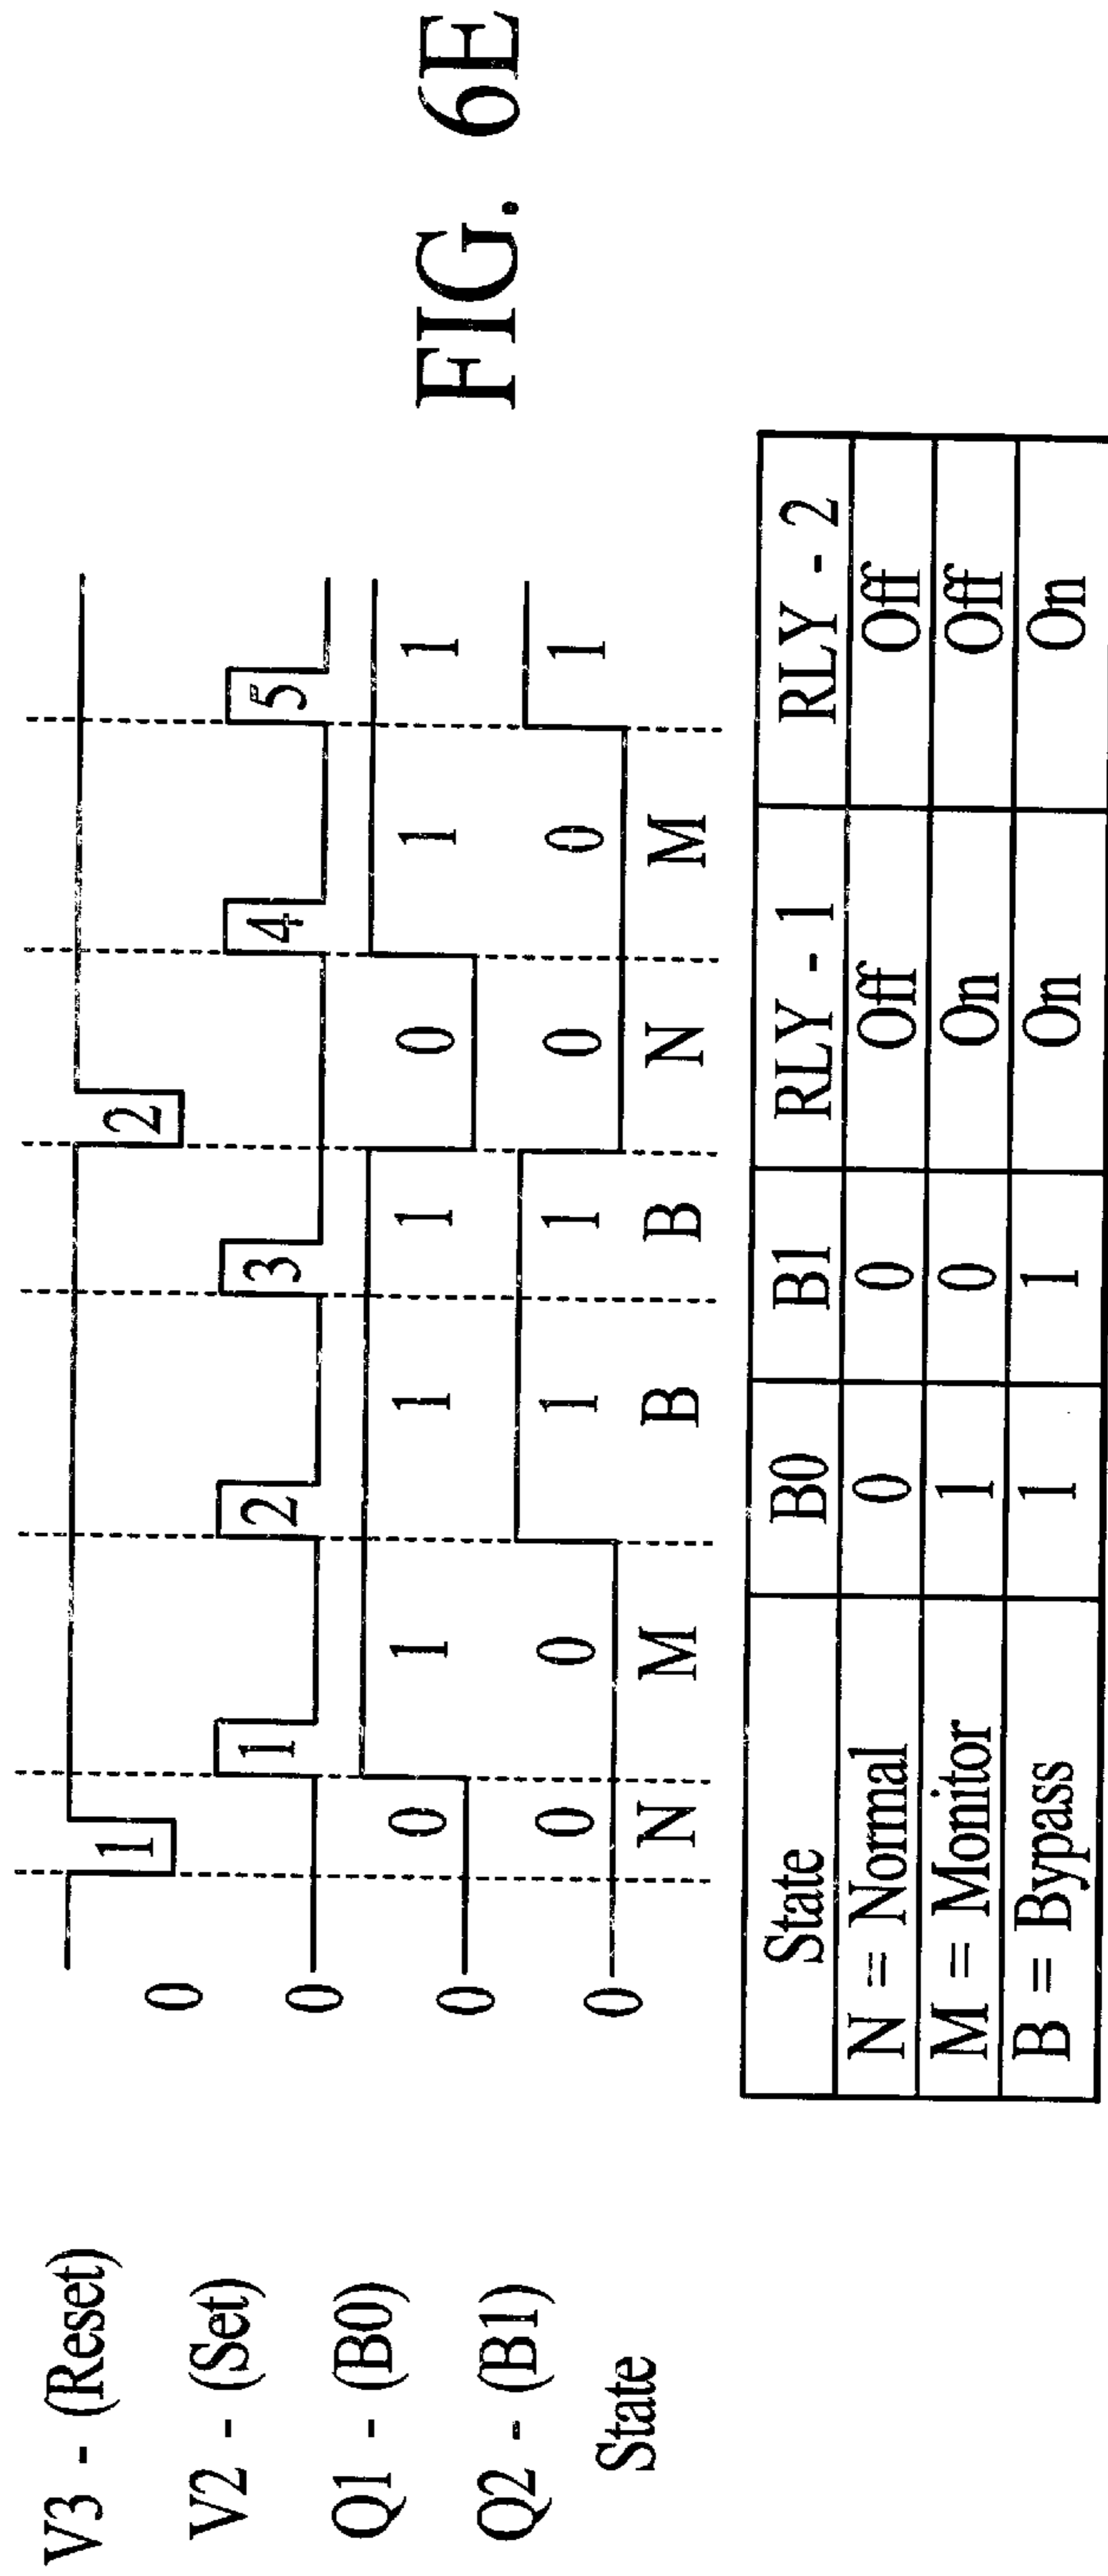 V3 - (Reset) 0 1 2
V2 - (Set) 0 1 2 3 4 5
Q1 - (B0) 0 0 1 1 1 0 1 1
Q2 - (B1) 0 0 0 1 1 0 0 1
State N M B B N M
State B0 B1 RLY - 1 RLY - 2
N = Normal 0 0 Off Off
M = Monitor 1 0 On Off
B = Bypass 1 1 On On
FIG. 6E